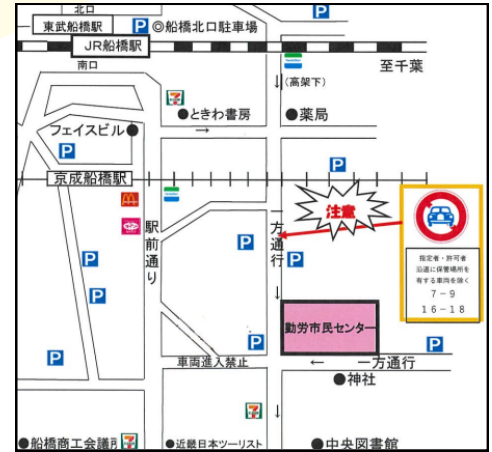 北口
東武船橋駅
P
◎船橋北口駐車場
JR船橋駅
南口
至千葉
(高架下)
7
●ときわ書房
→
●薬局
フェイスビル●
P
P
京成船橋駅
注意
駅前通り
一方通行
P
P
P
P
指定者・許可者
沿道に保管場所を
有する車両を除く
7-9
16-18
勤労市民センター
P
P
P
車両進入禁止
← 一方通行
●神社
7
7
●船橋商工会議所
●近畿日本ツーリスト
●中央図書館